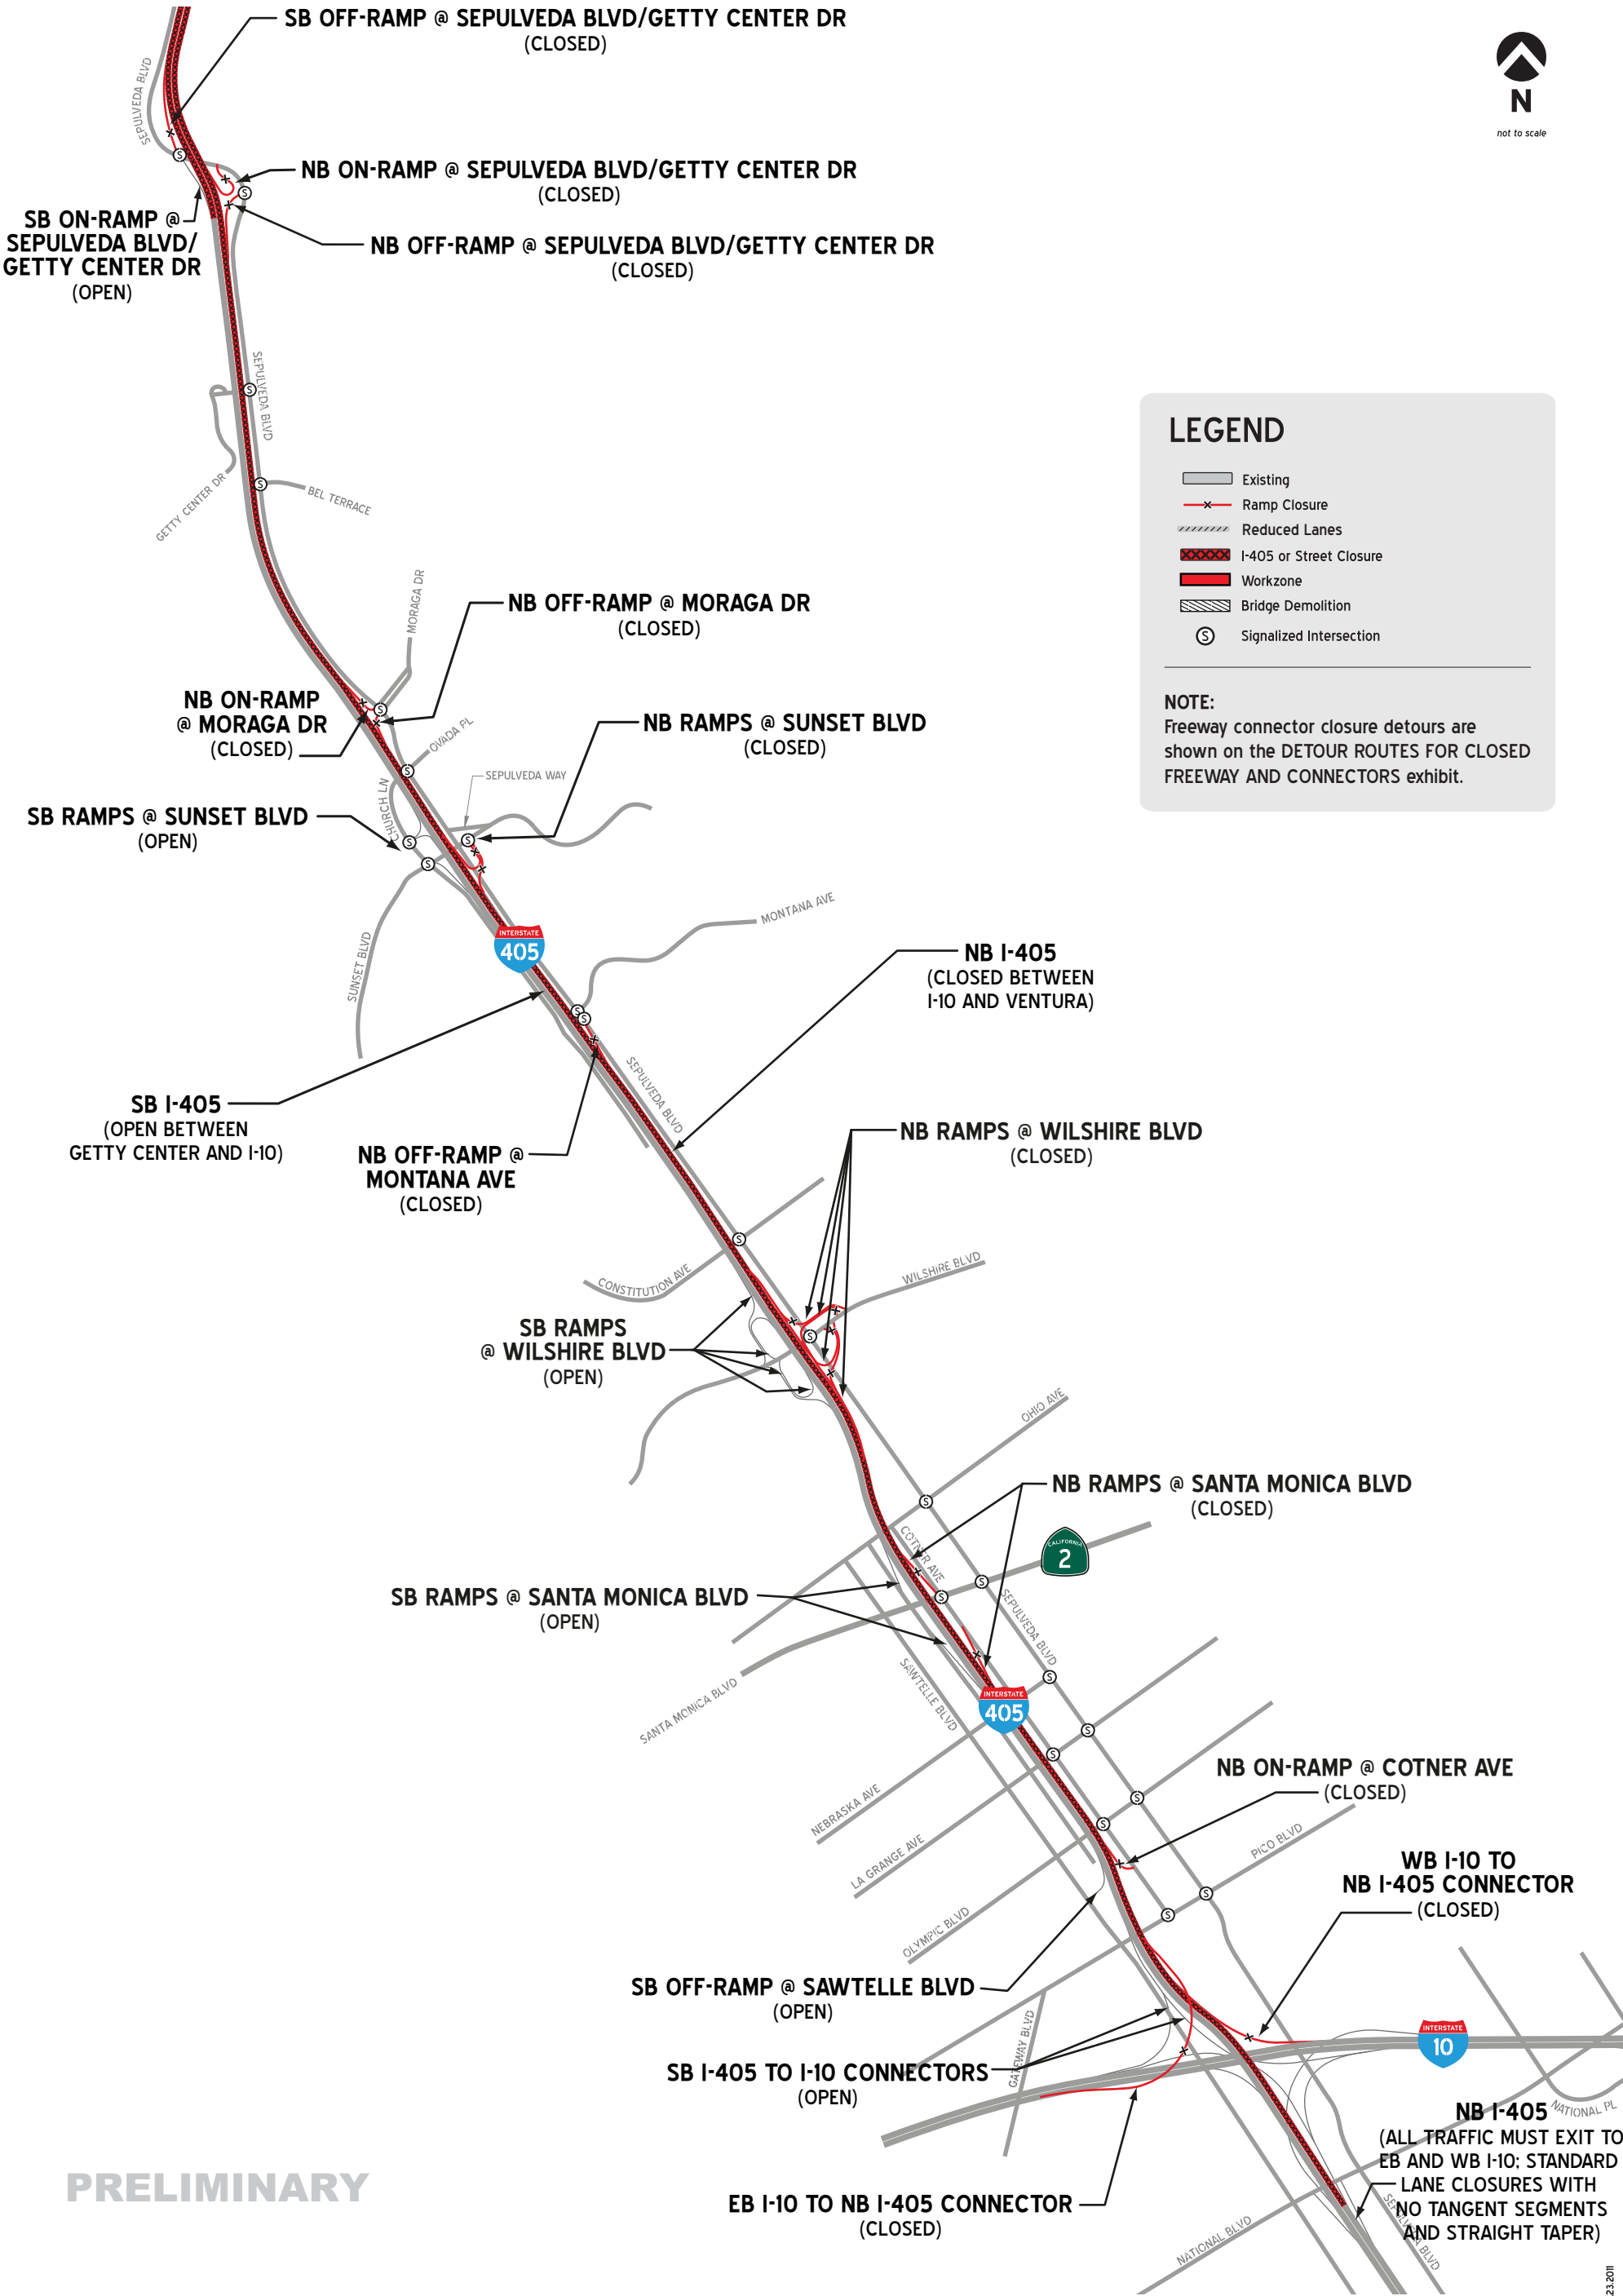 SB OFF-RAMP @ SEPULVEDA BLVD/GETTY CENTER DR
(CLOSED)
N
not to scale
SEPULVEDA BLVD
S
NB ON-RAMP @ SEPULVEDA BLVD/GETTY CENTER DR
(CLOSED)
S
SB ON-RAMP @
SEPULVEDA BLVD/
GETTY CENTER DR
(OPEN)
NB OFF-RAMP @ SEPULVEDA BLVD/GETTY CENTER DR
(CLOSED)
SEPULVEDA BLVD
S
GETTY CENTER DR
S
BEL TERRACE
LEGEND
Existing
Ramp Closure
Reduced Lanes
I-405 or Street Closure
Workzone
Bridge Demolition
S
Signalized Intersection
NOTE:
Freeway connector closure detours are
shown on the DETOUR ROUTES FOR CLOSED
FREEWAY AND CONNECTORS exhibit.
MORAGA DR
NB OFF-RAMP @ MORAGA DR
(CLOSED)
NB ON-RAMP
@ MORAGA DR
(CLOSED)
S
OVADA PL
S
NB RAMPS @ SUNSET BLVD
(CLOSED)
SEPULVEDA WAY
CHURCH LN
SB RAMPS @ SUNSET BLVD
(OPEN)
S
S
S
SUNSET BLVD
INTERSTATE
405
MONTANA AVE
S
S
NB I-405
(CLOSED BETWEEN
I-10 AND VENTURA)
SEPULVEDA BLVD
SB I-405
(OPEN BETWEEN
GETTY CENTER AND I-10)
NB OFF-RAMP @
MONTANA AVE
(CLOSED)
NB RAMPS @ WILSHIRE BLVD
(CLOSED)
S
CONSTITUTION AVE
WILSHIRE BLVD
S
SB RAMPS
@ WILSHIRE BLVD
(OPEN)
OHIO AVE
S
NB RAMPS @ SANTA MONICA BLVD
(CLOSED)
COTNER AVE
CALIFORNIA
2
S
S
SB RAMPS @ SANTA MONICA BLVD
(OPEN)
SEPULVEDA BLVD
SANTA MONICA BLVD
SAWTELLE BLVD
S
INTERSTATE
405
S
S
NB ON-RAMP @ COTNER AVE
(CLOSED)
S
S
NEBRASKA AVE
LA GRANGE AVE
PICO BLVD
WB I-10 TO
NB I-405 CONNECTOR
(CLOSED)
S
S
OLYMPIC BLVD
SB OFF-RAMP @ SAWTELLE BLVD
(OPEN)
GATEWAY BLVD
INTERSTATE
10
SB I-405 TO I-10 CONNECTORS
(OPEN)
NATIONAL PL
NB I-405
(ALL TRAFFIC MUST EXIT TO
EB AND WB I-10; STANDARD
LANE CLOSURES WITH
NO TANGENT SEGMENTS
AND STRAIGHT TAPER)
PRELIMINARY
EB I-10 TO NB I-405 CONNECTOR
(CLOSED)
NATIONAL BLVD
SEPULVEDA BLVD
23.2011